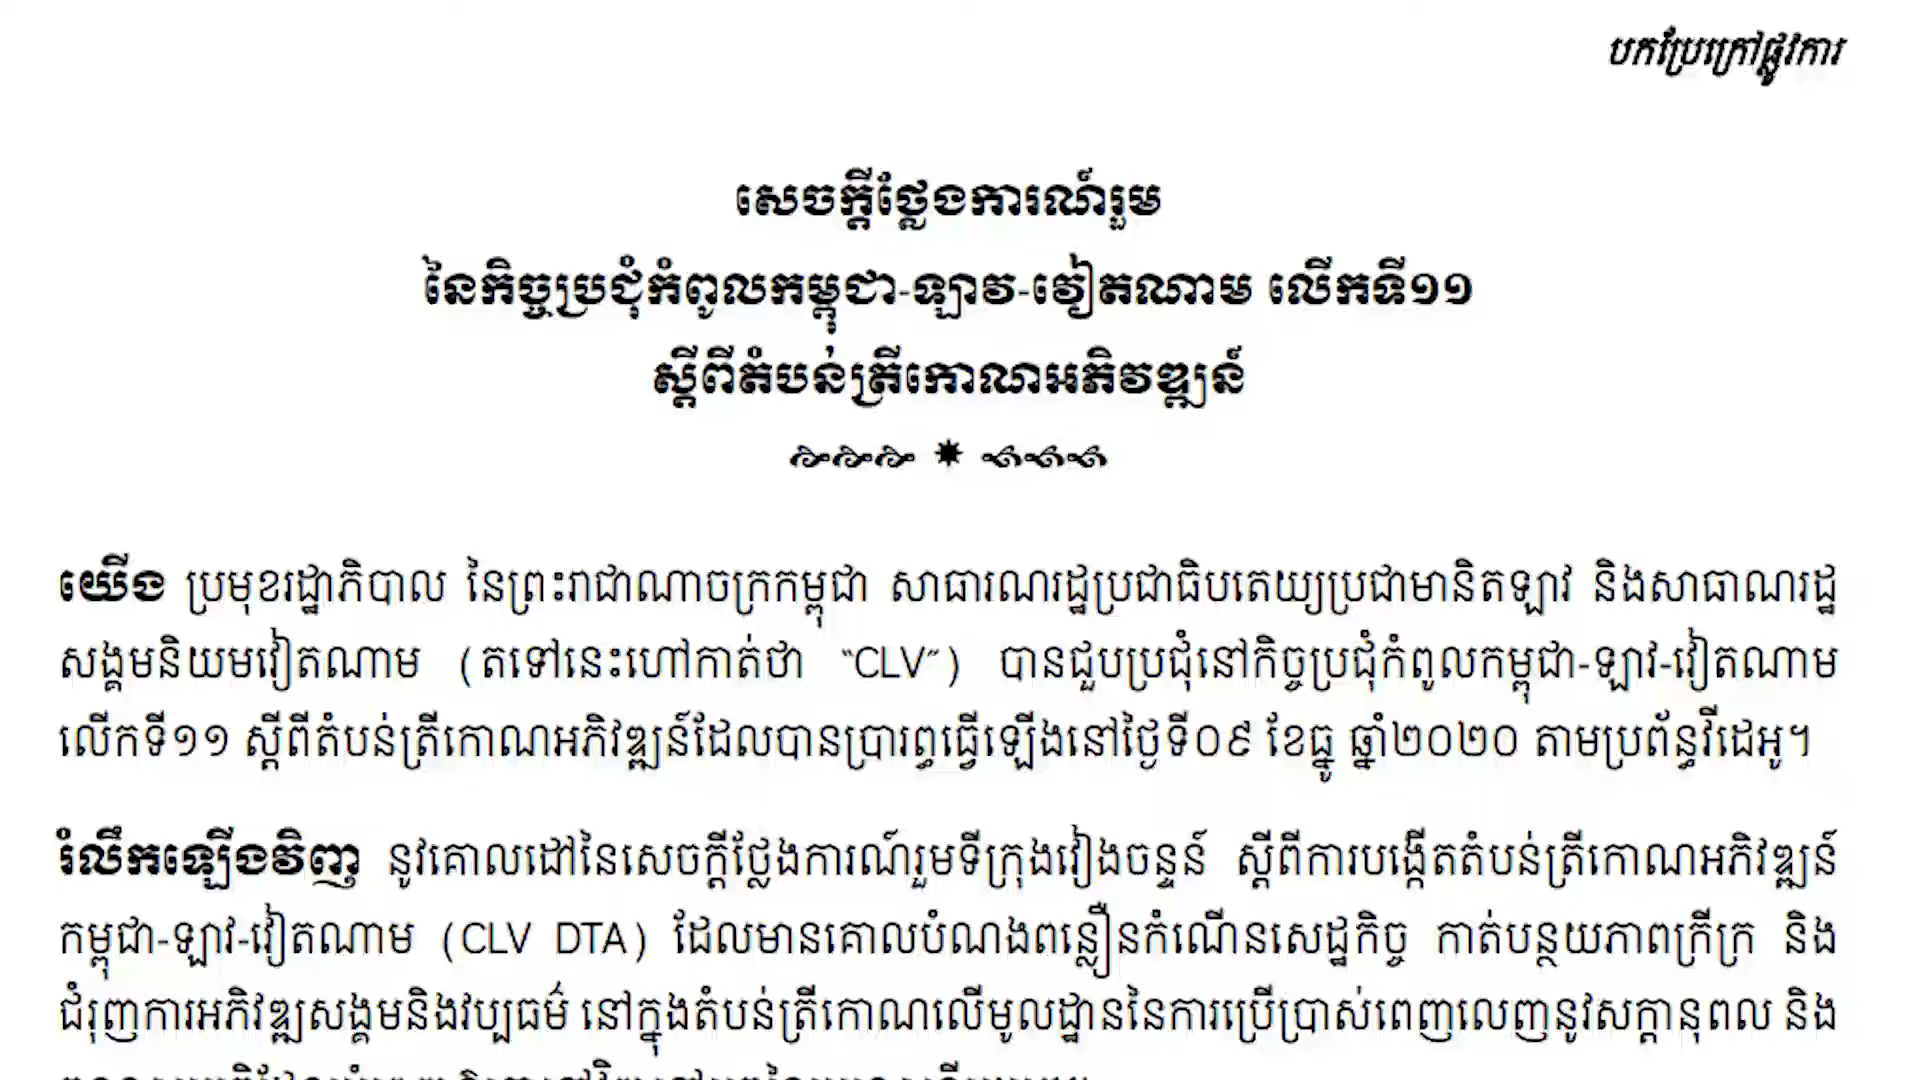 បកប្រែក្រៅផ្លូវការ
សេចក្តីថ្លែងការណ៍រួម
នៃកិច្ចប្រជុំកំពូលកម្ពុជា-ឡាវ-វៀតណាម លើកទី១១
ស្តីពីតំបន់ត្រីកោណអភិវឌ្ឍន៍
យើង ប្រមុខរដ្ឋាភិបាល នៃព្រះរាជាណាចក្រកម្ពុជា សាធារណរដ្ឋប្រជាធិបតេយ្យប្រជាមានិតឡាវ និងសាធាណរដ្ឋ
សង្គមនិយមវៀតណាម (តទៅនេះហៅកាត់ថា “CLV”) បានជួបប្រជុំនៅកិច្ចប្រជុំកំពូលកម្ពុជា-ឡាវ-វៀតណាម
លើកទី១១ ស្តីពីតំបន់ត្រីកោណអភិវឌ្ឍន៍ដែលបានប្រារព្ធធ្វើឡើងនៅថ្ងៃទី០៩ ខែធ្នូ ឆ្នាំ២០២០ តាមប្រព័ន្ធវីដេអូ។
រំលឹកឡើងវិញ នូវគោលដៅនៃសេចក្តីថ្លែងការណ៍រួមទីក្រុងវៀងចន្ទន៍ ស្តីពីការបង្កើតតំបន់ត្រីកោណអភិវឌ្ឍន៍
កម្ពុជា-ឡាវ-វៀតណាម (CLV DTA) ដែលមានគោលបំណងពន្លឿនកំណើនសេដ្ឋកិច្ច កាត់បន្ថយភាពក្រីក្រ និង
ជំរុញការអភិវឌ្ឍសង្គមនិងវប្បធម៌ នៅក្នុងតំបន់ត្រីកោណលើមូលដ្ឋាននៃការប្រើប្រាស់ពេញលេញនូវសក្តានុពល និង